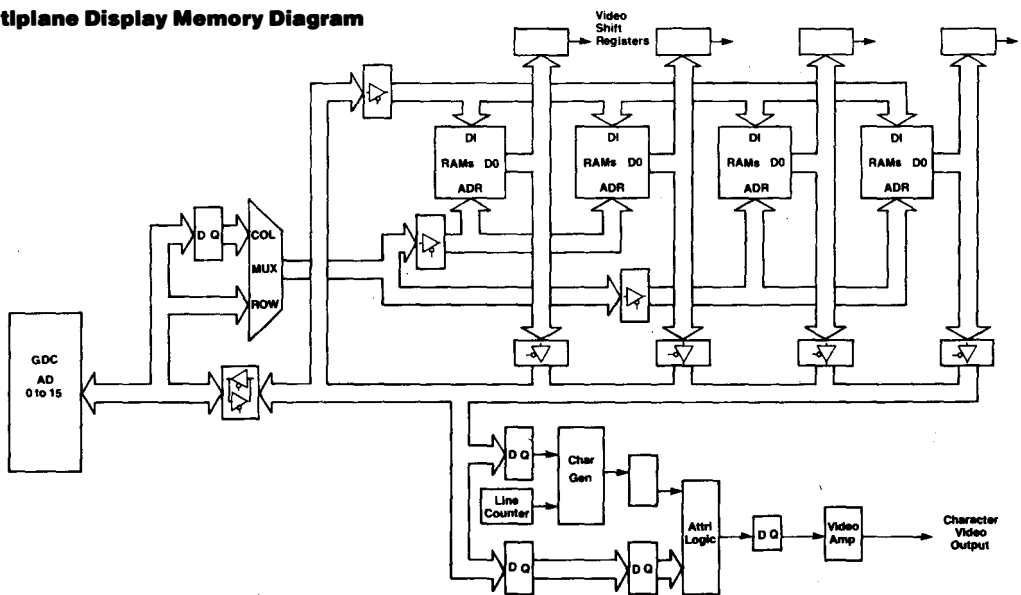 tiplane Display Memory Diagram
Video
Shift
Registers
DI
RAMs D0
ADR
DI
RAMs D0
ADR
DI
RAMs D0
ADR
DI
RAMs D0
ADR
D Q
COL
MUX
ROW
GDC
AD
0 to 15
D Q
Char
Gen
Line
Counter
Attri
Logic
D Q
Video
Amp
Character
Video
Output
D Q
D Q